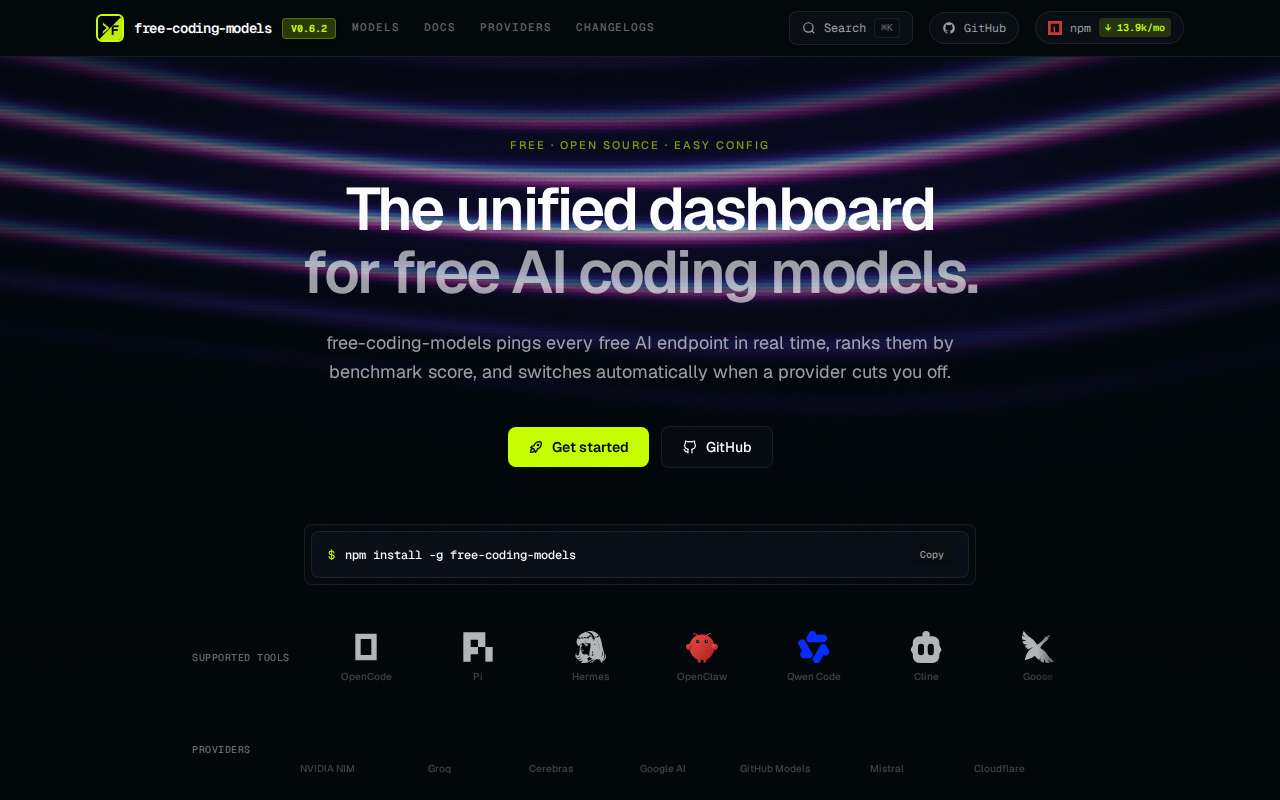 free-coding-models V0.6.2 MODELS DOCS PROVIDERS CHANGELOGS Search ⌘K GitHub npm ↓ 13.9k/mo
FREE · OPEN SOURCE · EASY CONFIG
The unified dashboard
for free AI coding models.
free-coding-models pings every free AI endpoint in real time, ranks them by
benchmark score, and switches automatically when a provider cuts you off.
Get started GitHub
$ npm install -g free-coding-models Copy
SUPPORTED TOOLS
OpenCode Pi Hermes OpenClaw Qwen Code Cline Goose
PROVIDERS
NVIDIA NIM Groq Cerebras Google AI GitHub Models Mistral Cloudflare